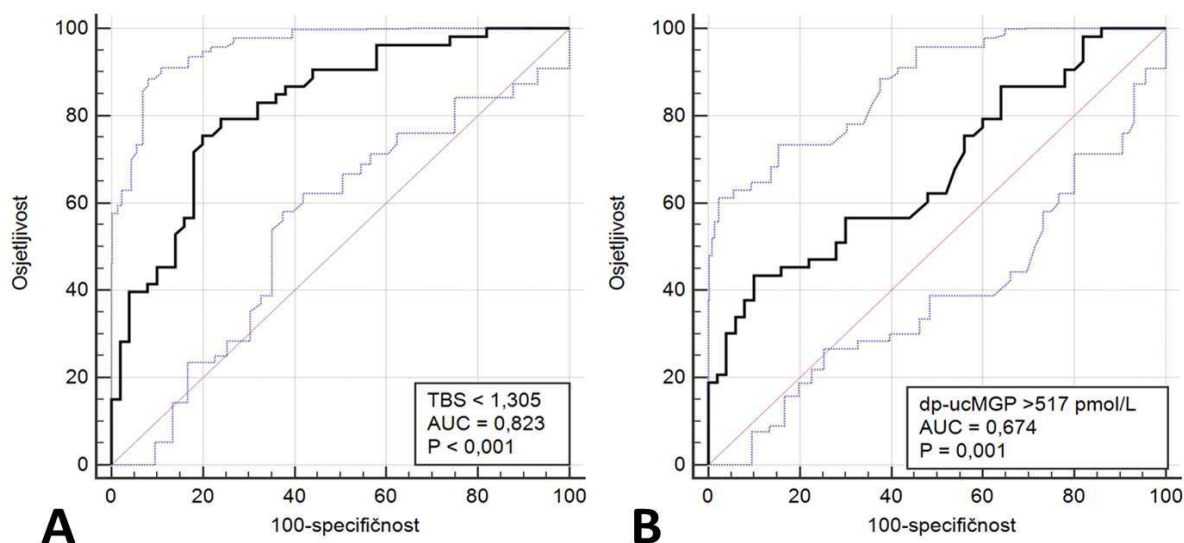 100
80
60
40
20
0
Osjetljivost
0 20 40 60 80 100
100-specifičnost
TBS < 1,305
AUC = 0,823
P < 0,001
A
100
80
60
40
20
0
Osjetljivost
0 20 40 60 80 100
100-specifičnost
dp-ucMGP >517 pmol/L
AUC = 0,674
P = 0,001
B